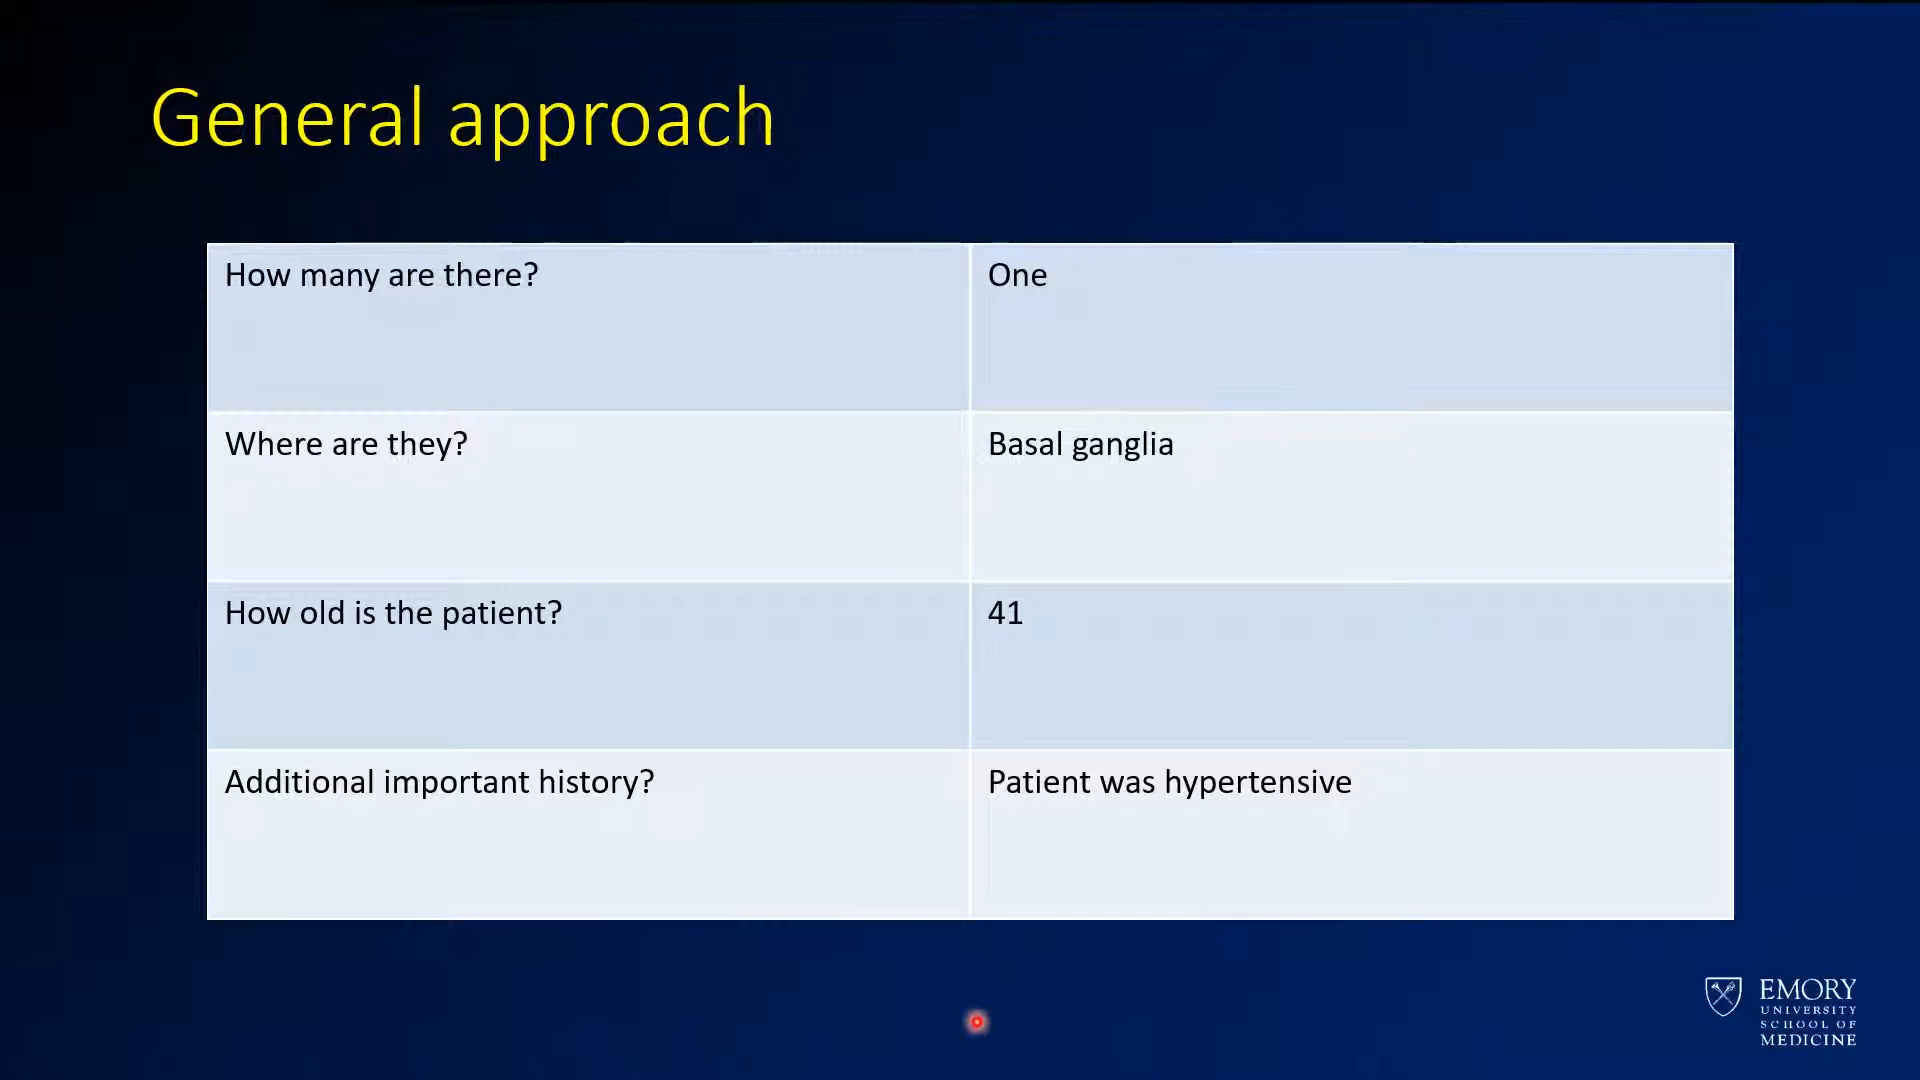 General approach
How many are there?
One
Where are they?
Basal ganglia
How old is the patient?
41
Additional important history?
Patient was hypertensive
EMORY
UNIVERSITY
SCHOOL OF
MEDICINE